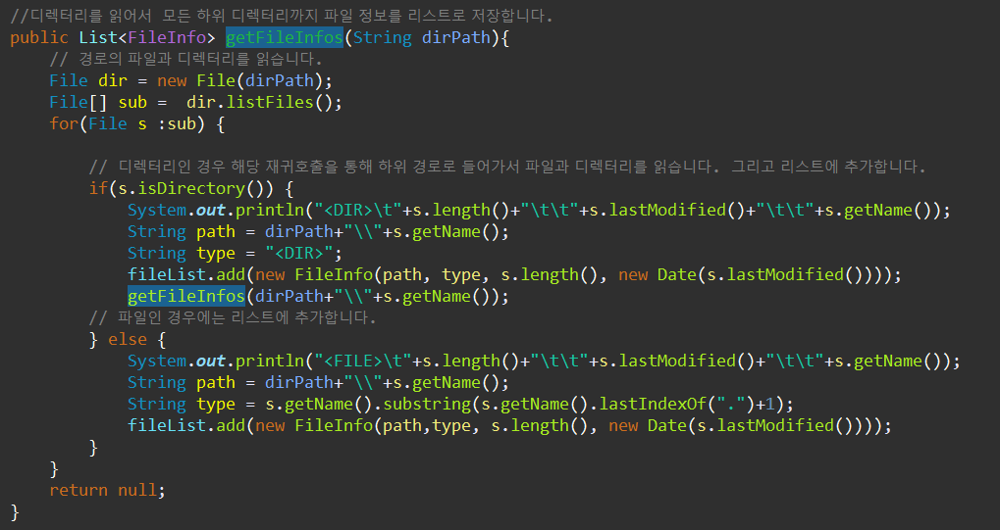 //디렉터리를 읽어서 모든 하위 디렉터리까지 파일 정보를 리스트로 저장합니다.
public List<FileInfo> getFileInfos(String dirPath){
    // 경로의 파일과 디렉터리를 읽습니다.
    File dir = new File(dirPath);
    File[] sub =  dir.listFiles();
    for(File s :sub) {
        // 디렉터리인 경우 해당 재귀호출을 통해 하위 경로로 들어가서 파일과 디렉터리를 읽습니다. 그리고 리스트에 추가합니다.
        if(s.isDirectory()) {
            System.out.println("<DIR>\t"+s.length()+"\t\t"+s.lastModified()+"\t\t"+s.getName());
            String path = dirPath+"\\"+s.getName();
            String type = "<DIR>";
            fileList.add(new FileInfo(path, type, s.length(), new Date(s.lastModified())));
            getFileInfos(dirPath+"\\"+s.getName());
        // 파일인 경우에는 리스트에 추가합니다.
        } else {
            System.out.println("<FILE>\t"+s.length()+"\t\t"+s.lastModified()+"\t\t"+s.getName());
            String path = dirPath+"\\"+s.getName();
            String type = s.getName().substring(s.getName().lastIndexOf(".")+1);
            fileList.add(new FileInfo(path,type, s.length(), new Date(s.lastModified())));
        }
    }
    return null;
}